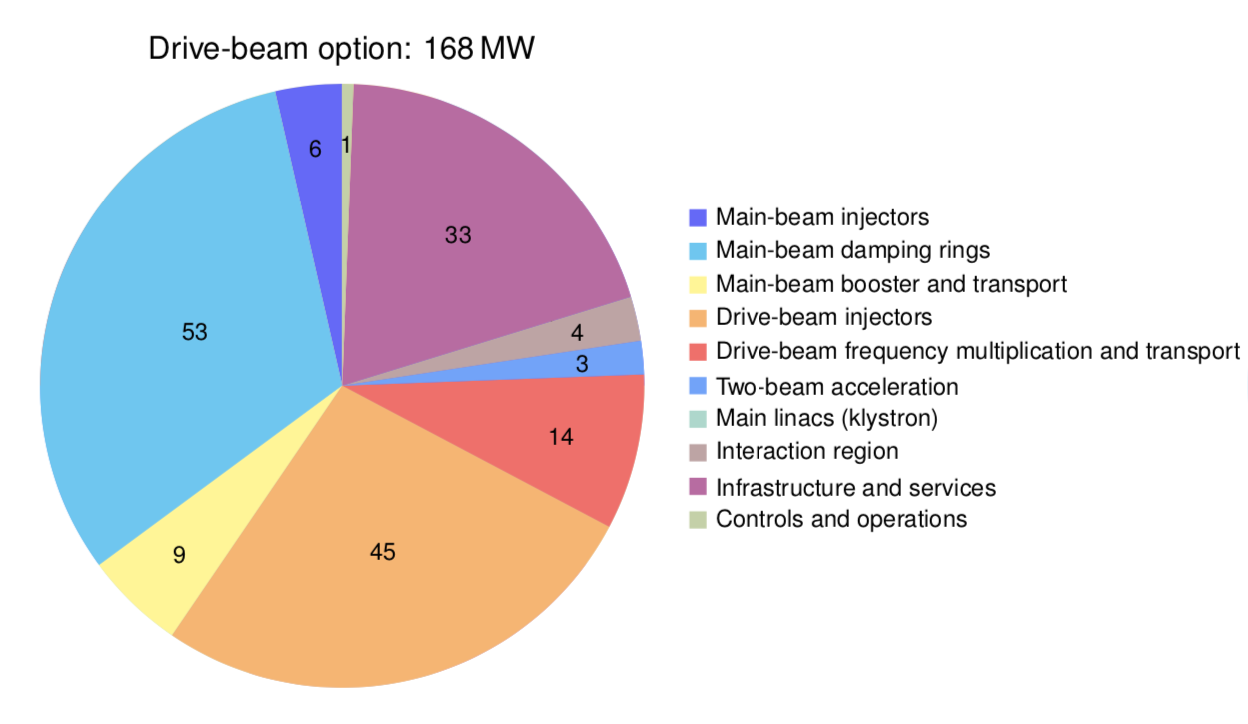 Drive-beam option: 168 MW
6
1
33
53
4
3
14
45
9
Main-beam injectors
Main-beam damping rings
Main-beam booster and transport
Drive-beam injectors
Drive-beam frequency multiplication and transport
Two-beam acceleration
Main linacs (klystron)
Interaction region
Infrastructure and services
Controls and operations